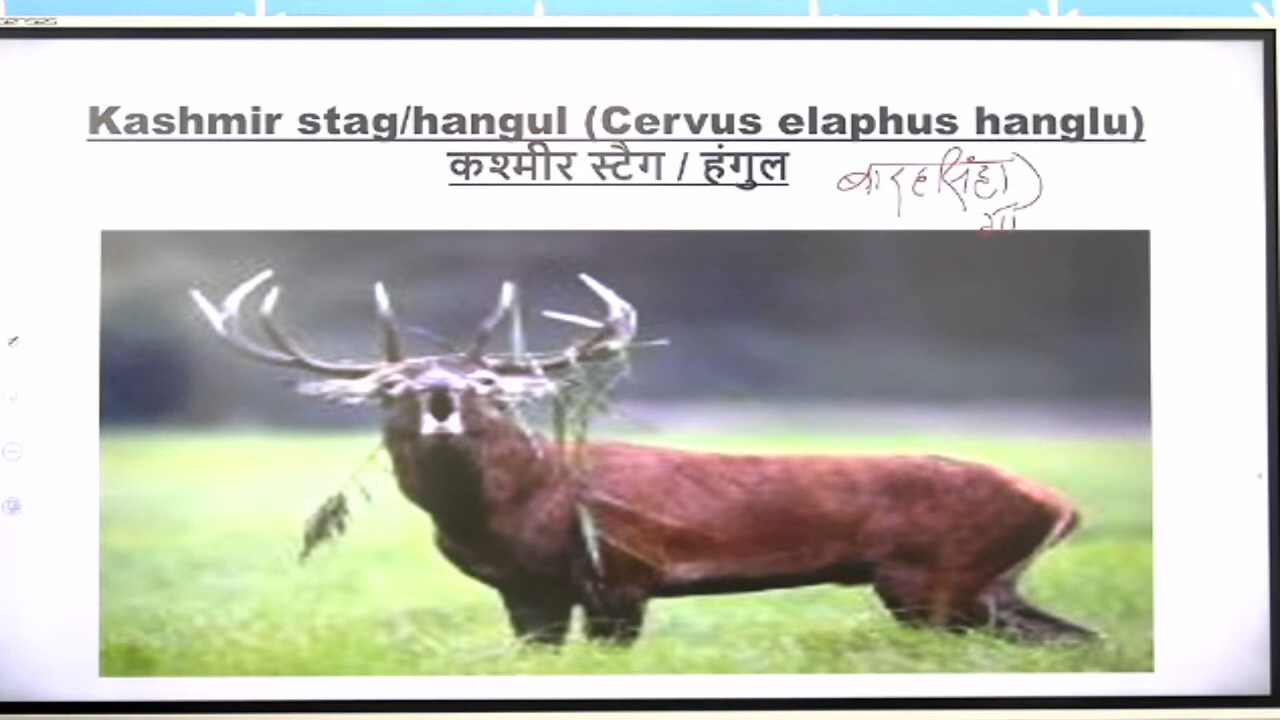 Kashmir stag/hangul (Cervus elaphus hanglu)
कश्मीर स्टैग / हंगुल
बारहसिंहा
गा